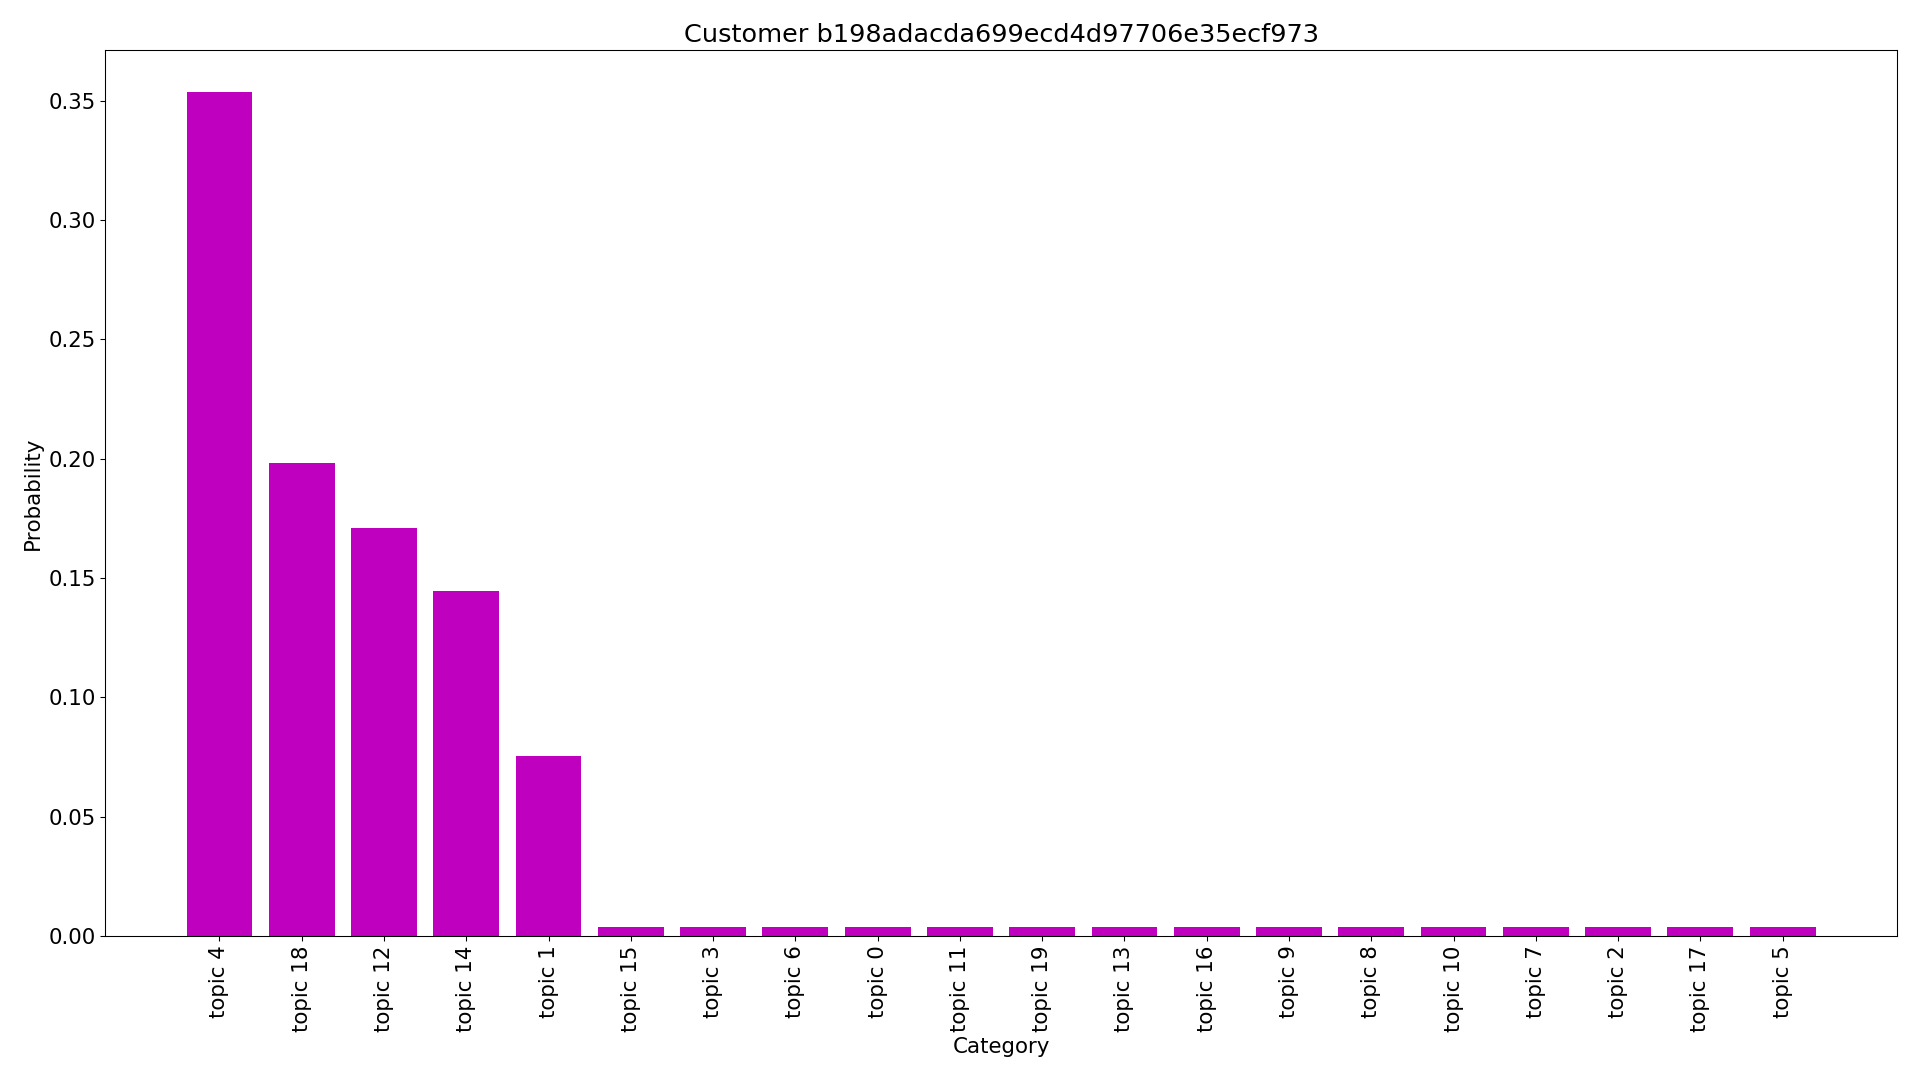 Customer b198adacda699ecd4d97706e35ecf973
Probability
0.35
0.30
0.25
0.20
0.15
0.10
0.05
0.00
topic 4
topic 18
topic 12
topic 14
topic 1
topic 15
topic 3
topic 6
topic 0
topic 11
topic 19
topic 13
topic 16
topic 9
topic 8
topic 10
topic 7
topic 2
topic 17
topic 5
Category